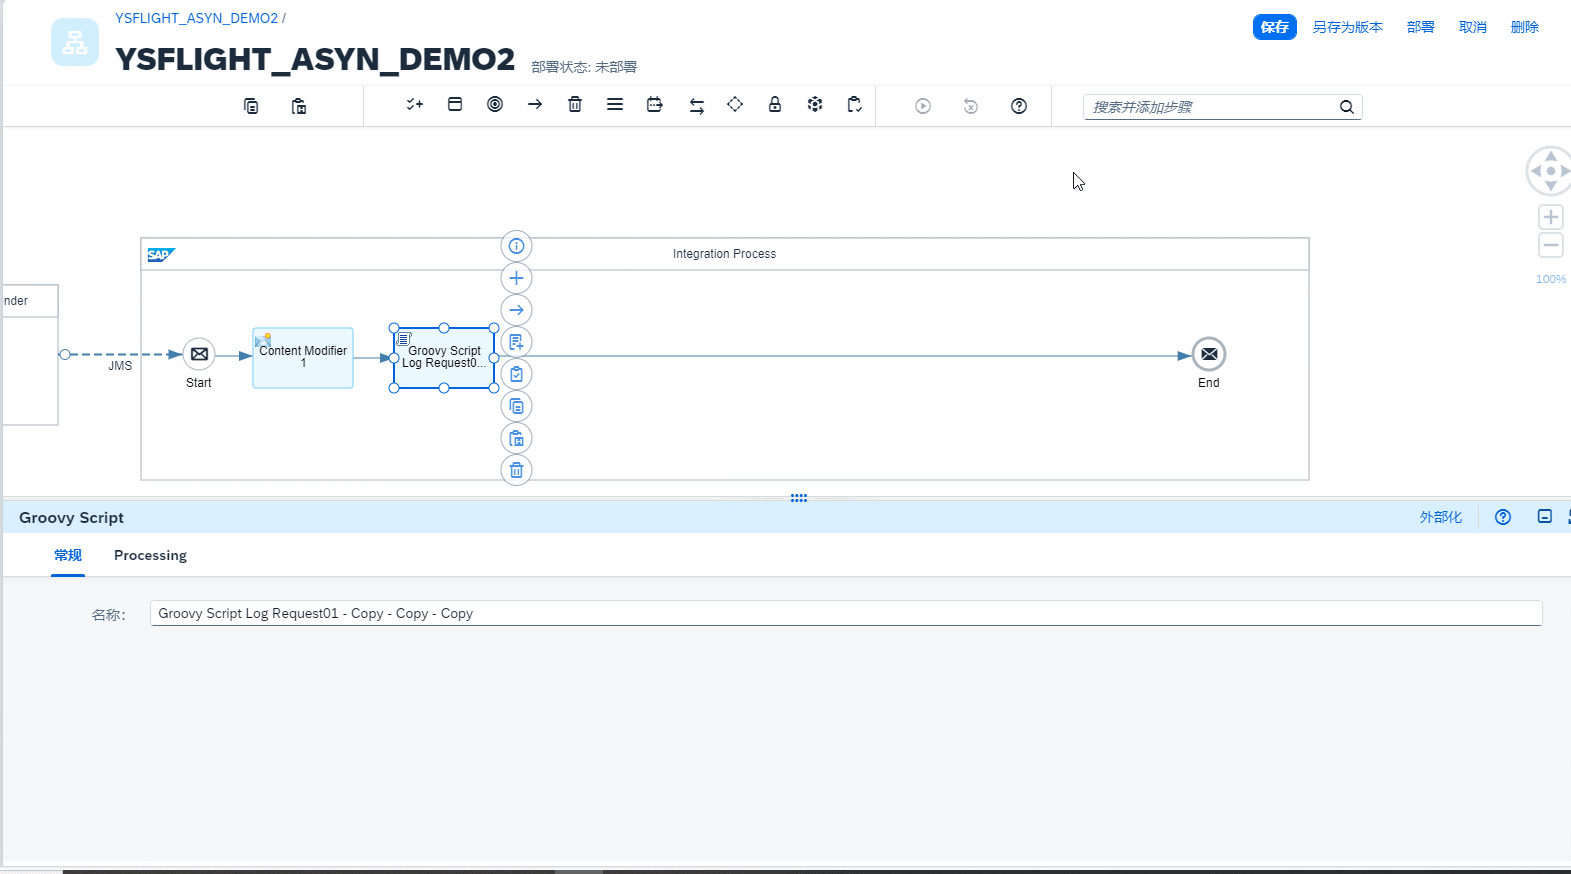 YSFLIGHT_ASYN_DEMO2 /
YSFLIGHT_ASYN_DEMO2
部署状态: 未部署
保存
另存为版本
部署
取消
删除
搜索并添加步骤
100%
SAP
Integration Process
nder
JMS
Start
Content Modifier
1
Groovy Script
Log Request0...
End
Groovy Script
外部化
常规
Processing
名称:
Groovy Script Log Request01 - Copy - Copy - Copy